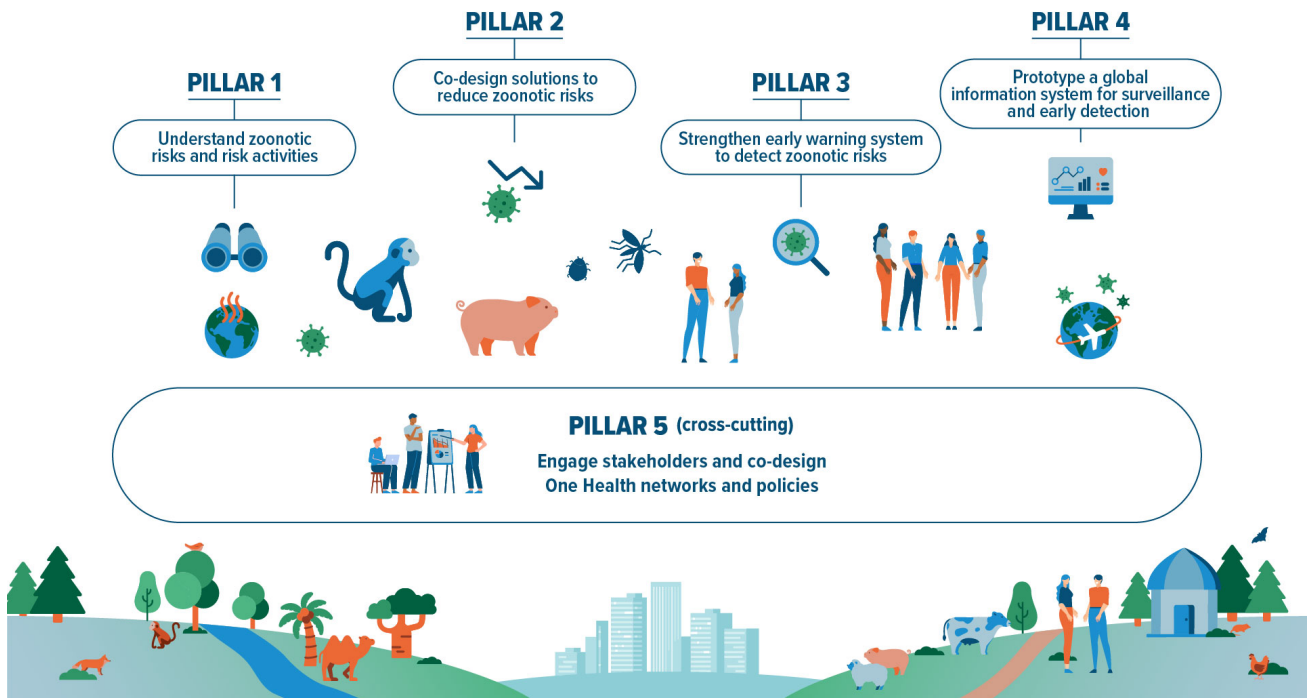 PILLAR 1
Understand zoonotic
risks and risk activities
PILLAR 2
Co-design solutions to
reduce zoonotic risks
PILLAR 3
Strengthen early warning system
to detect zoonotic risks
PILLAR 4
Prototype a global
information system for surveillance
and early detection
PILLAR 5 (cross-cutting)
Engage stakeholders and co-design
One Health networks and policies